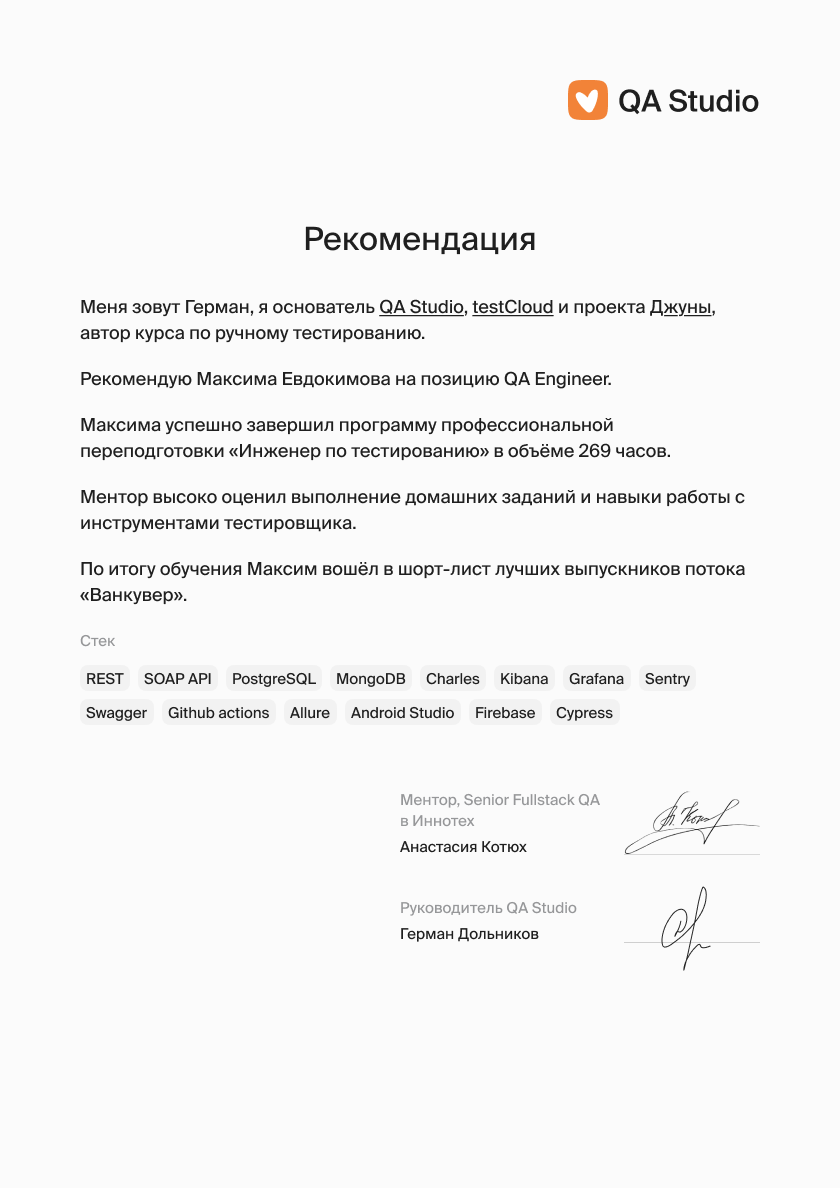 QA Studio
Рекомендация
Меня зовут Герман, я основатель QA Studio, testCloud и проекта Джуны,
автор курса по ручному тестированию.
Рекомендую Максима Евдокимова на позицию QA Engineer.
Максима успешно завершил программу профессиональной
переподготовки «Инженер по тестированию» в объёме 269 часов.
Ментор высоко оценил выполнение домашних заданий и навыки работы с
инструментами тестировщика.
По итогу обучения Максим вошёл в шорт-лист лучших выпускников потока
«Ванкувер».
Стек
REST SOAP API PostgreSQL MongoDB Charles Kibana Grafana Sentry
Swagger Github actions Allure Android Studio Firebase Cypress
Ментор, Senior Fullstack QA
в Иннотех
Анастасия Котюх
Руководитель QA Studio
Герман Дольников